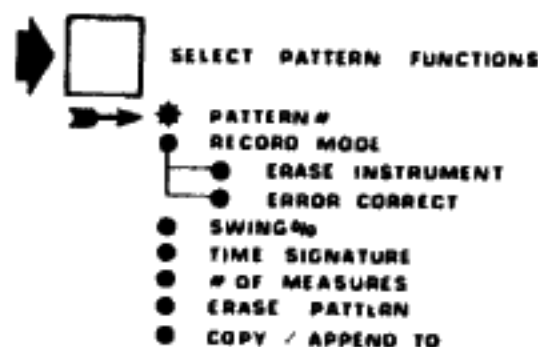 SELECT PATTERN FUNCTIONS
PATTERN #
RECORD MODE
ERASE INSTRUMENT
ERROR CORRECT
SWING %
TIME SIGNATURE
# OF MEASURES
ERASE PATTERN
COPY / APPEND TO